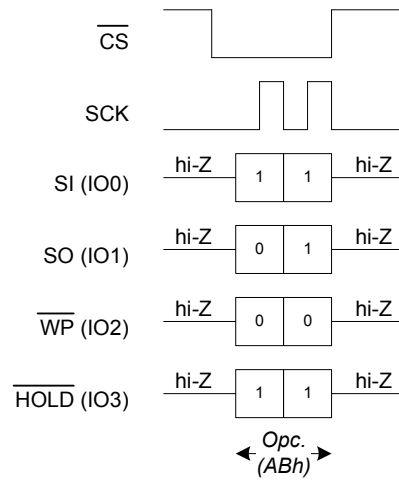 CS
SCK
hi-Z hi-Z
SI (IO0) 1 1
hi-Z hi-Z
SO (IO1) 0 1
hi-Z hi-Z
WP (IO2) 0 0
hi-Z hi-Z
HOLD (IO3) 1 1
Opc.
(ABh)